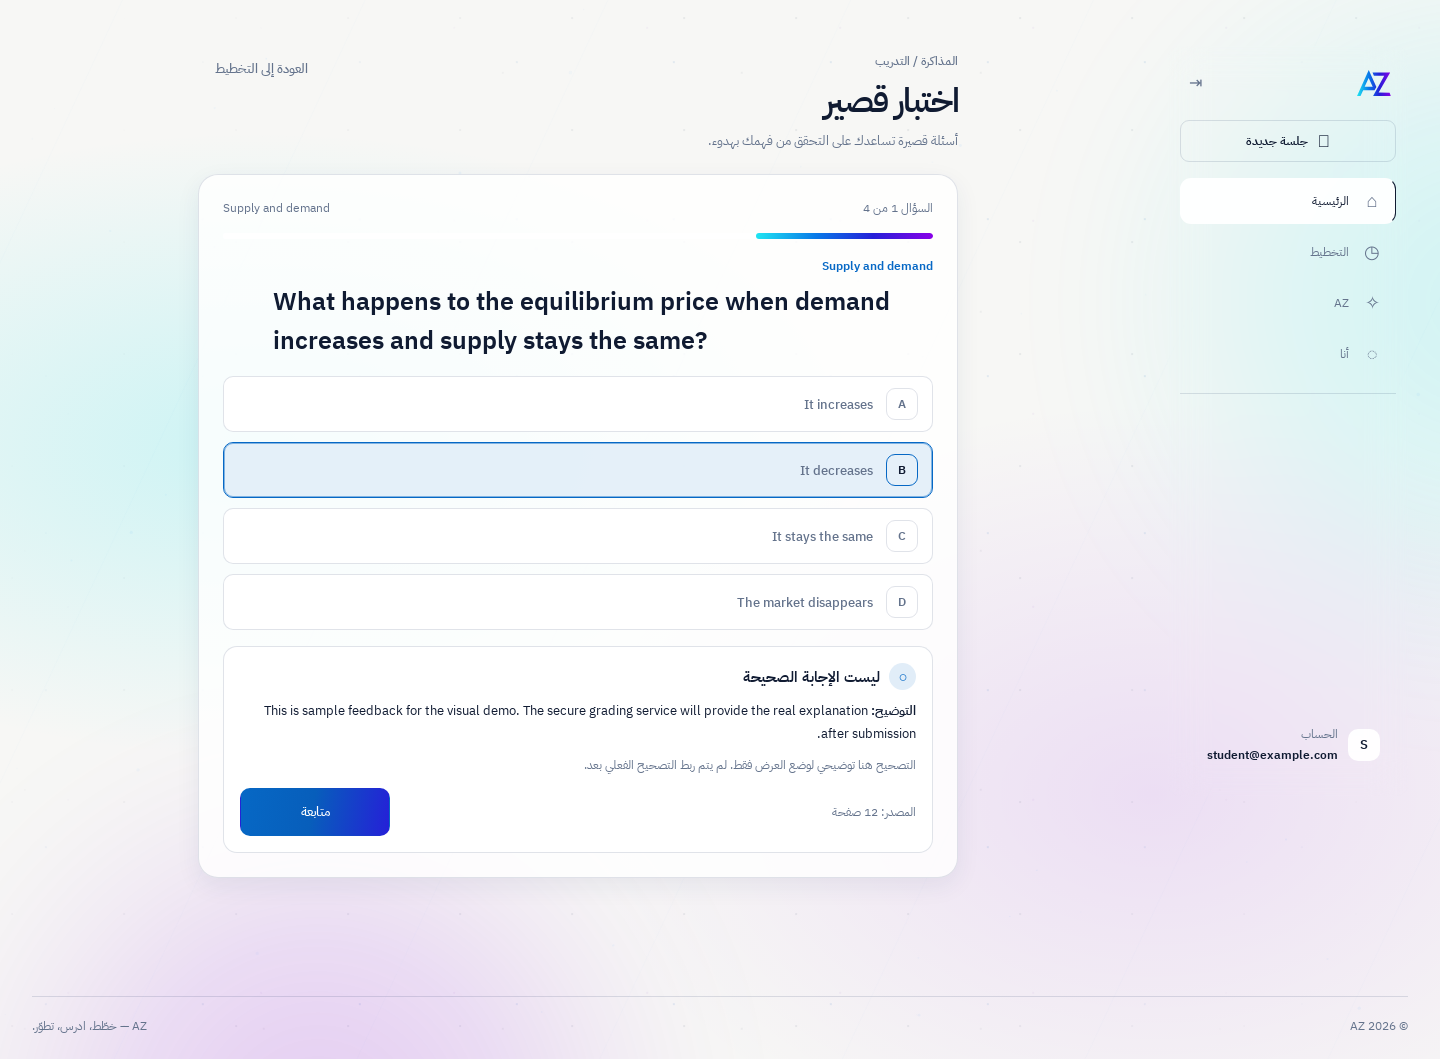 AZ
جلسة جديدة
الرئيسية
التخطيط
AZ
أنا
الحساب
student@example.com
S
المذاكرة / التدريب
العودة إلى التخطيط
اختبار قصير
أسئلة قصيرة تساعدك على التحقق من فهمك بهدوء.
السؤال 1 من 4
Supply and demand
Supply and demand
What happens to the equilibrium price when demand
increases and supply stays the same?
A It increases
B It decreases
C It stays the same
D The market disappears
ليست الإجابة الصحيحة
التوضيح: This is sample feedback for the visual demo. The secure grading service will provide the real explanation
after submission.
التصحيح هنا توضيحي لوضع العرض فقط. لم يتم ربط التصحيح الفعلي بعد.
المصدر: 12 صفحة
متابعة
© 2026 AZ
AZ — خطّط، ادرس، تطوّر.